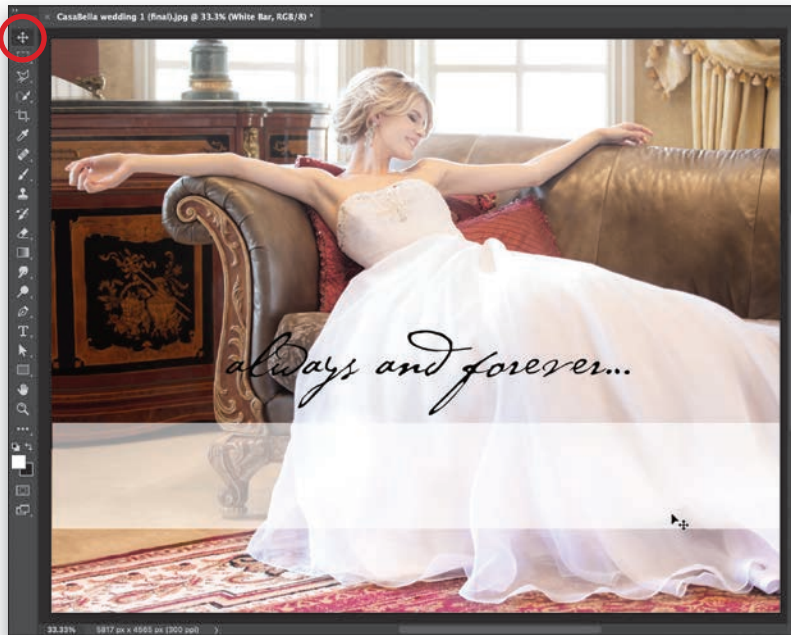 CasaBella wedding 1 (final).jpg @ 33.3% (White Bar, RGB/8) *
always and forever...
33.33%
5817 px x 4565 px (300 ppi)